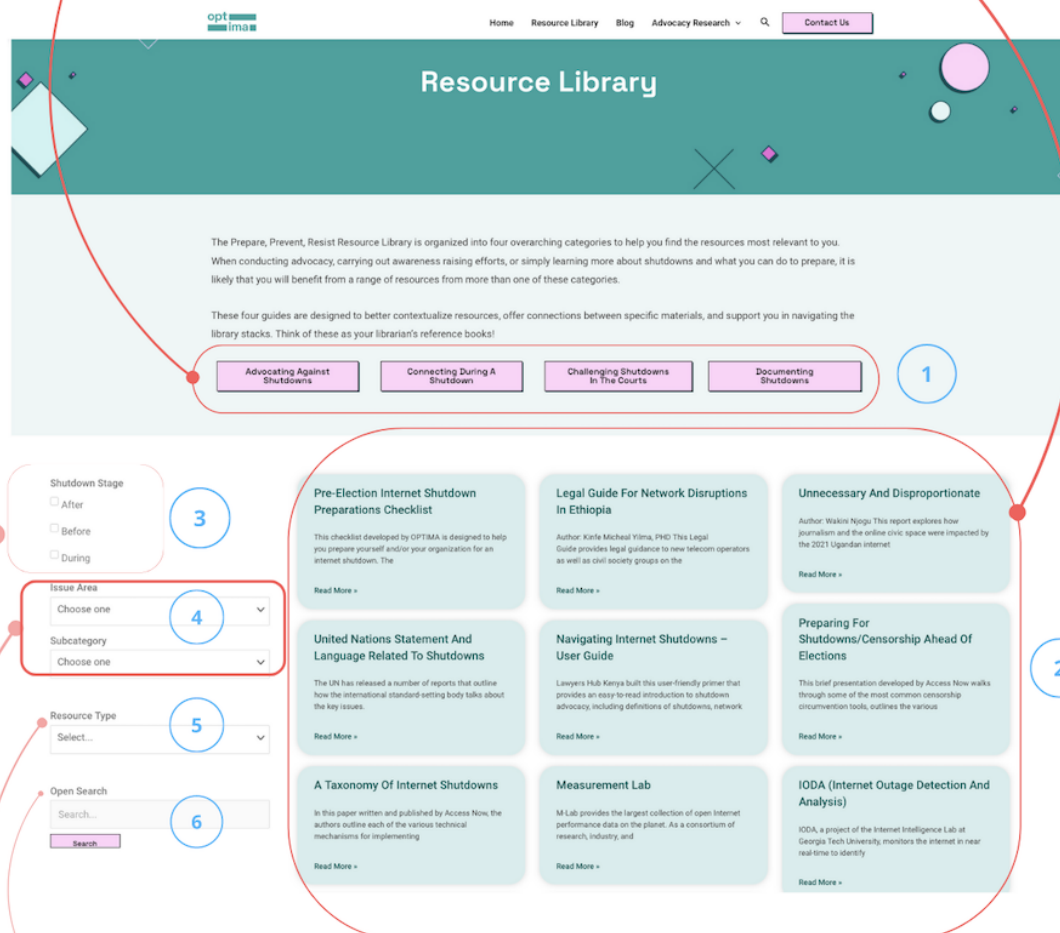 opt
ima
Home Resource Library Blog Advocacy Research Contact Us
Resource Library
The Prepare, Prevent, Resist Resource Library is organized into four overarching categories to help you find the resources most relevant to you.
When conducting advocacy, carrying out awareness raising efforts, or simply learning more about shutdowns and what you can do to prepare, it is
likely that you will benefit from a range of resources from more than one of these categories.
These four guides are designed to better contextualize resources, offer connections between specific materials, and support you in navigating the
library stacks. Think of these as your librarian's reference books!
Advocating Against
Shutdowns
Connecting During A
Shutdown
Challenging Shutdowns
In The Courts
Documenting
Shutdowns
1
Shutdown Stage
After
Before
During
3
Issue Area
Choose one
4
Subcategory
Choose one
Resource Type
Select...
5
Open Search
Search...
6
Search
Pre-Election Internet Shutdown
Preparations Checklist
This checklist developed by OPTIMA is designed to help
you prepare yourself and/or your organization for an
internet shutdown. The
Read More »
Legal Guide For Network Disruptions
In Ethiopia
Author: Kinfe Micheal Yilma, PHD This Legal
Guide provides legal guidance to new telecom operators
as well as civil society groups on the
Read More »
Unnecessary And Disproportionate
Author: Wakini Njogu This report explores how
journalism and the online civic space were impacted by
the 2021 Ugandan internet
Read More »
United Nations Statement And
Language Related To Shutdowns
The UN has released a number of reports that outline
how the international standard-setting body talks about
the key issues.
Read More »
Navigating Internet Shutdowns –
User Guide
Lawyers Hub Kenya built this user-friendly primer that
provides an easy-to-read introduction to shutdown
advocacy, including definitions of shutdowns, network
Read More »
Preparing For
Shutdowns/Censorship Ahead Of
Elections
This brief presentation developed by Access Now walks
through some of the most common censorship
circumvention tools, outlines the various
Read More »
2
A Taxonomy Of Internet Shutdowns
In this paper written and published by Access Now, the
authors outline each of the various technical
mechanisms for implementing
Read More »
Measurement Lab
M-Lab provides the largest collection of open Internet
performance data on the planet. As a consortium of
research, industry, and
Read More »
IODA (Internet Outage Detection And
Analysis)
IODA, a project of the Internet Intelligence Lab at
Georgia Tech University, monitors the internet in near
real-time to identify
Read More »